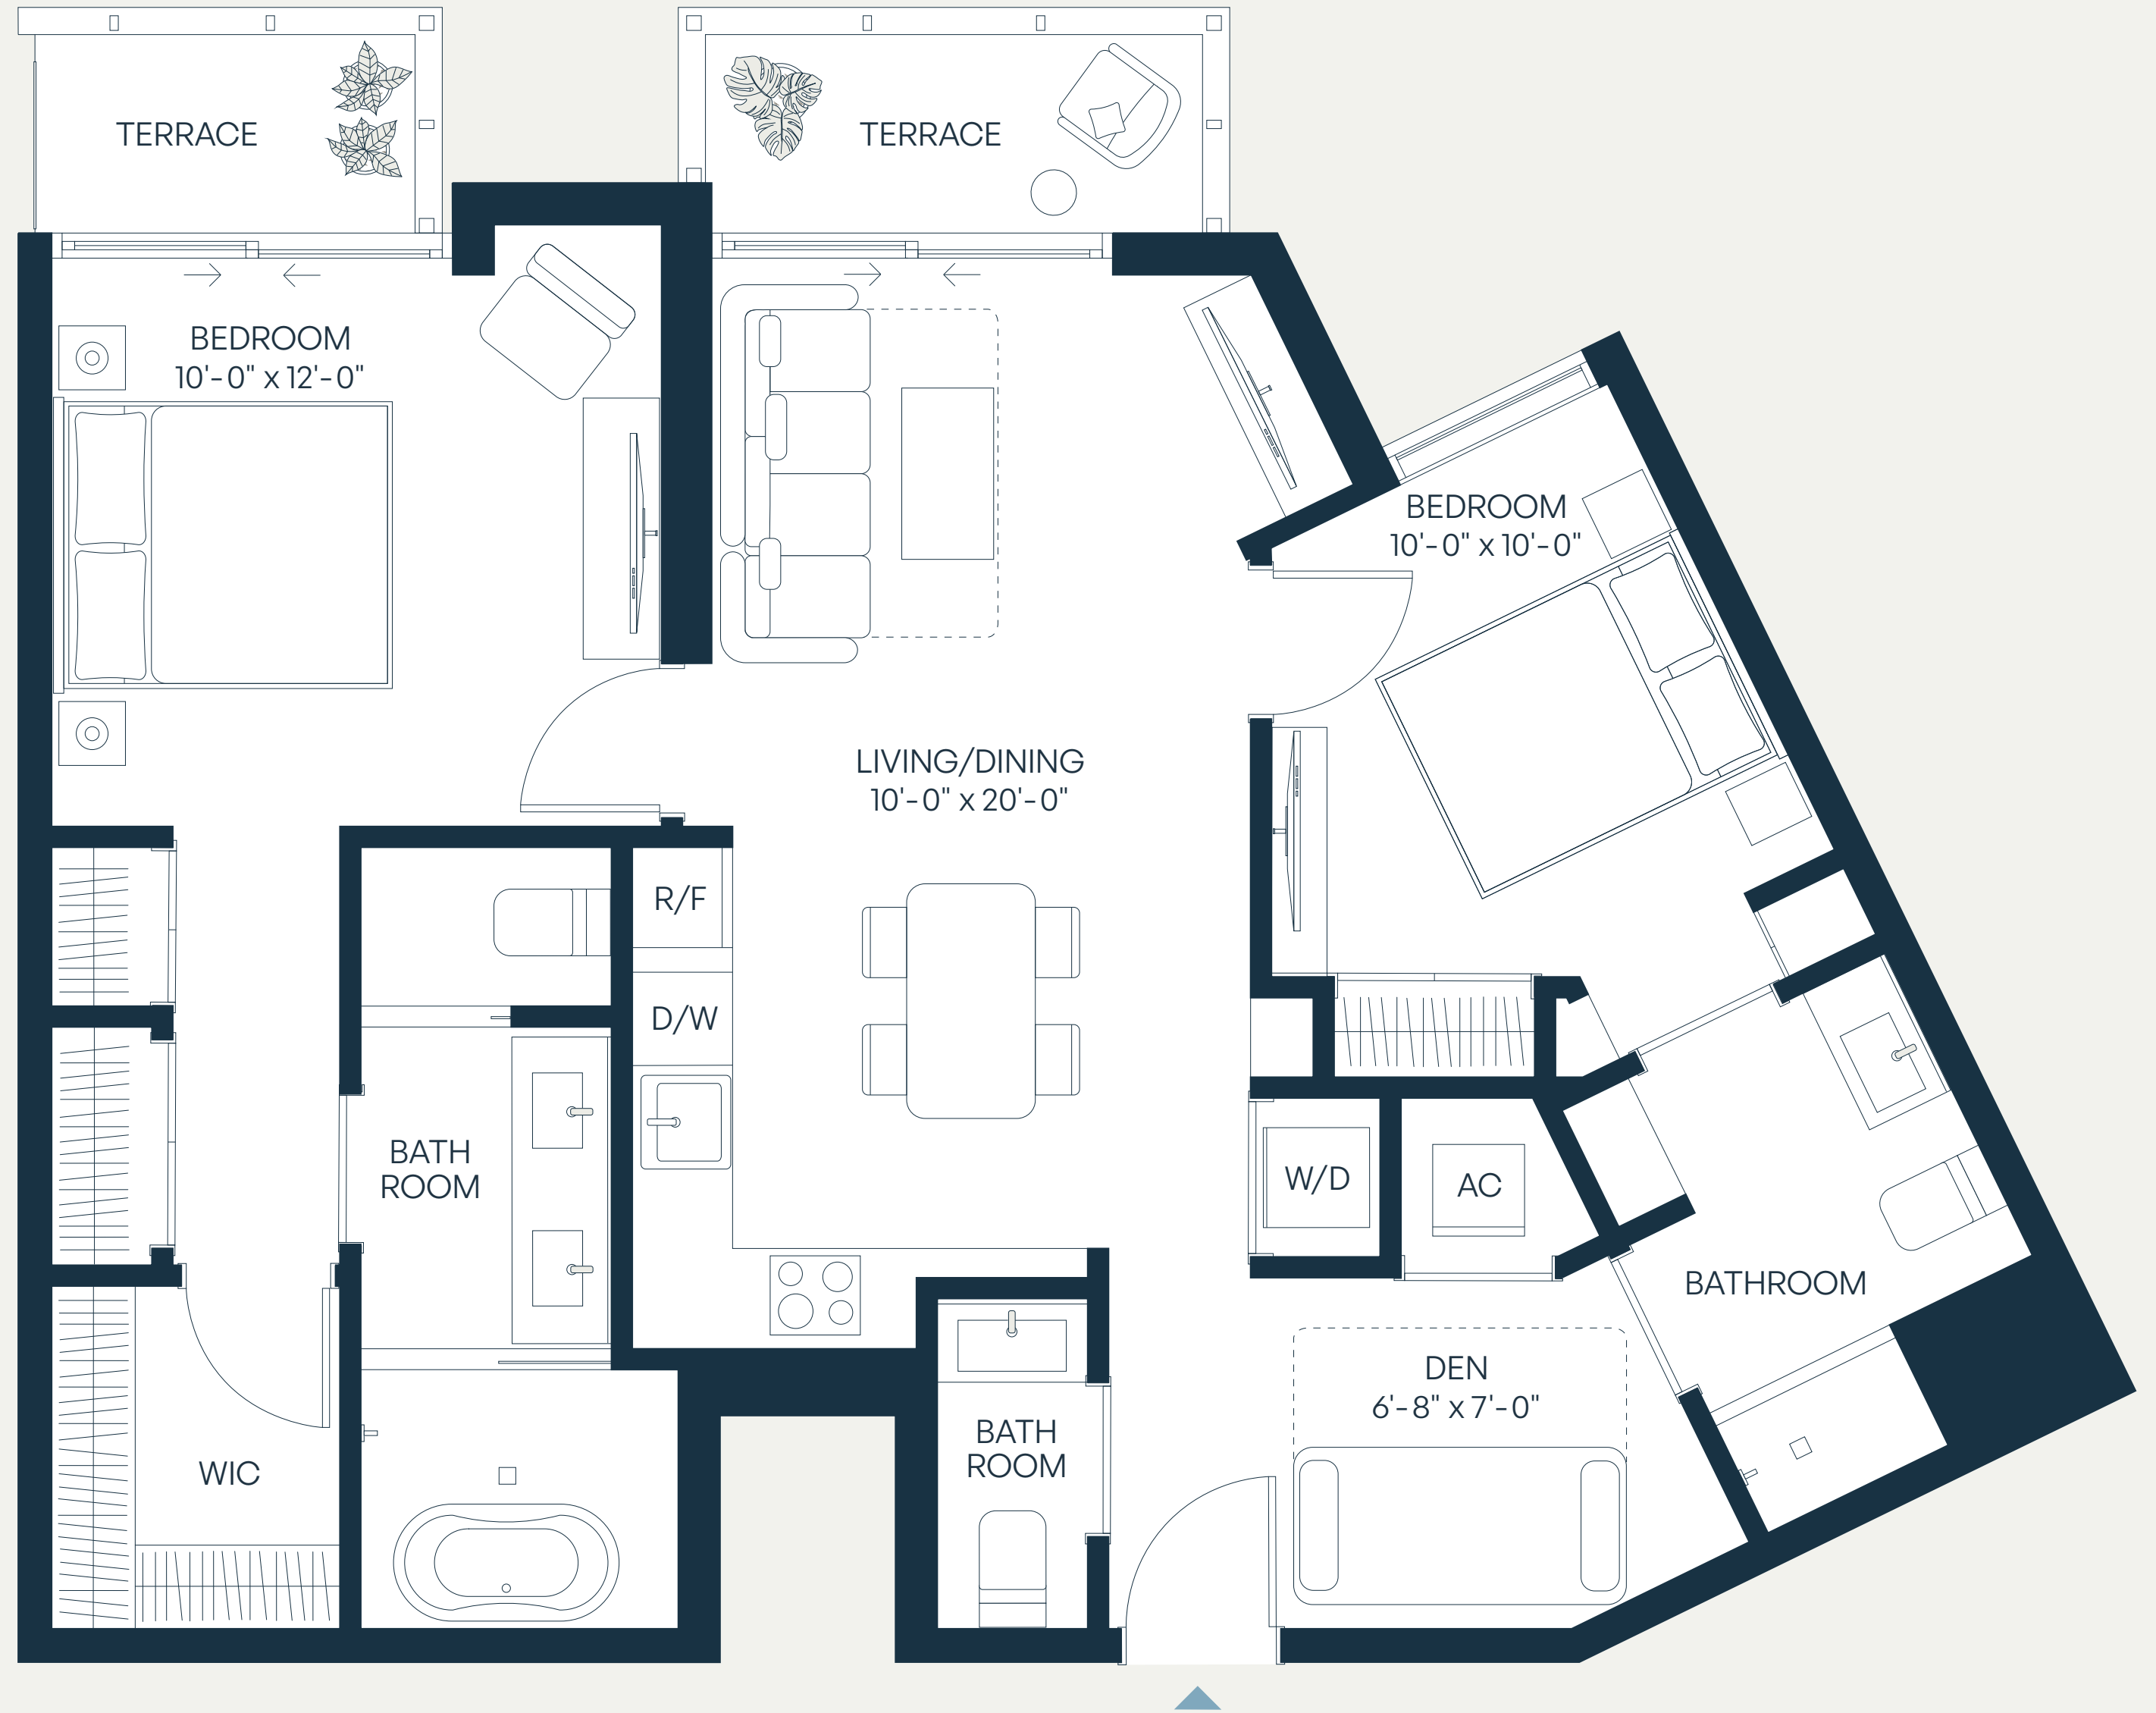 TERRACE
TERRACE
BEDROOM
10'-0" x 12'-0"
BEDROOM
10'-0" x 10'-0"
LIVING/DINING
10'-0" x 20'-0"
R/F
D/W
BATH
ROOM
W/D
AC
BATHROOM
DEN
6'-8" x 7'-0"
BATH
ROOM
WIC